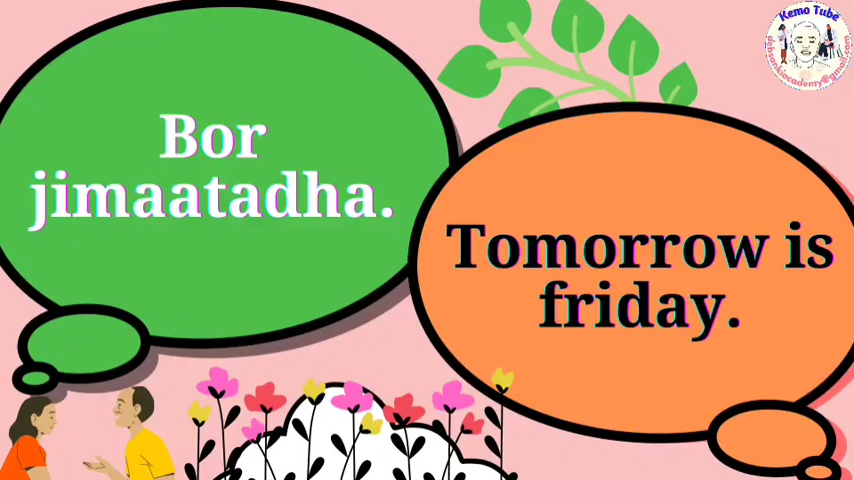 Bor
jimaatadha.
Tomorrow is
friday.
Kemo Tube